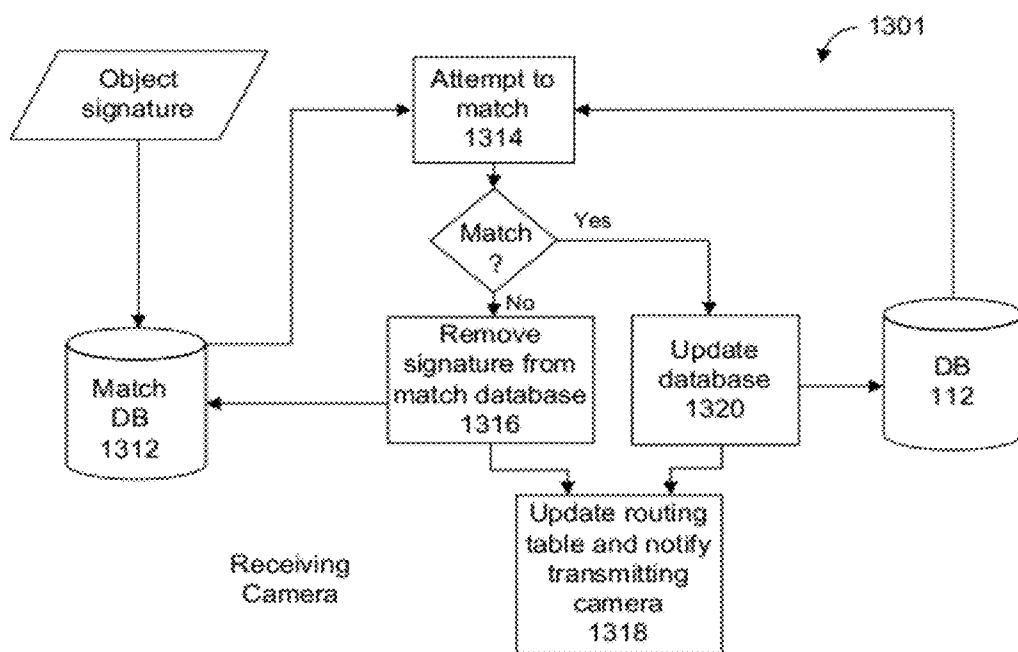 1301
Object
signature
Attempt to
match
1314
Match
?
Yes
No
Match
DB
1312
Remove
signature from
match database
1316
Update
database
1320
DB
112
Update routing
table and notify
transmitting
camera
1318
Receiving
Camera